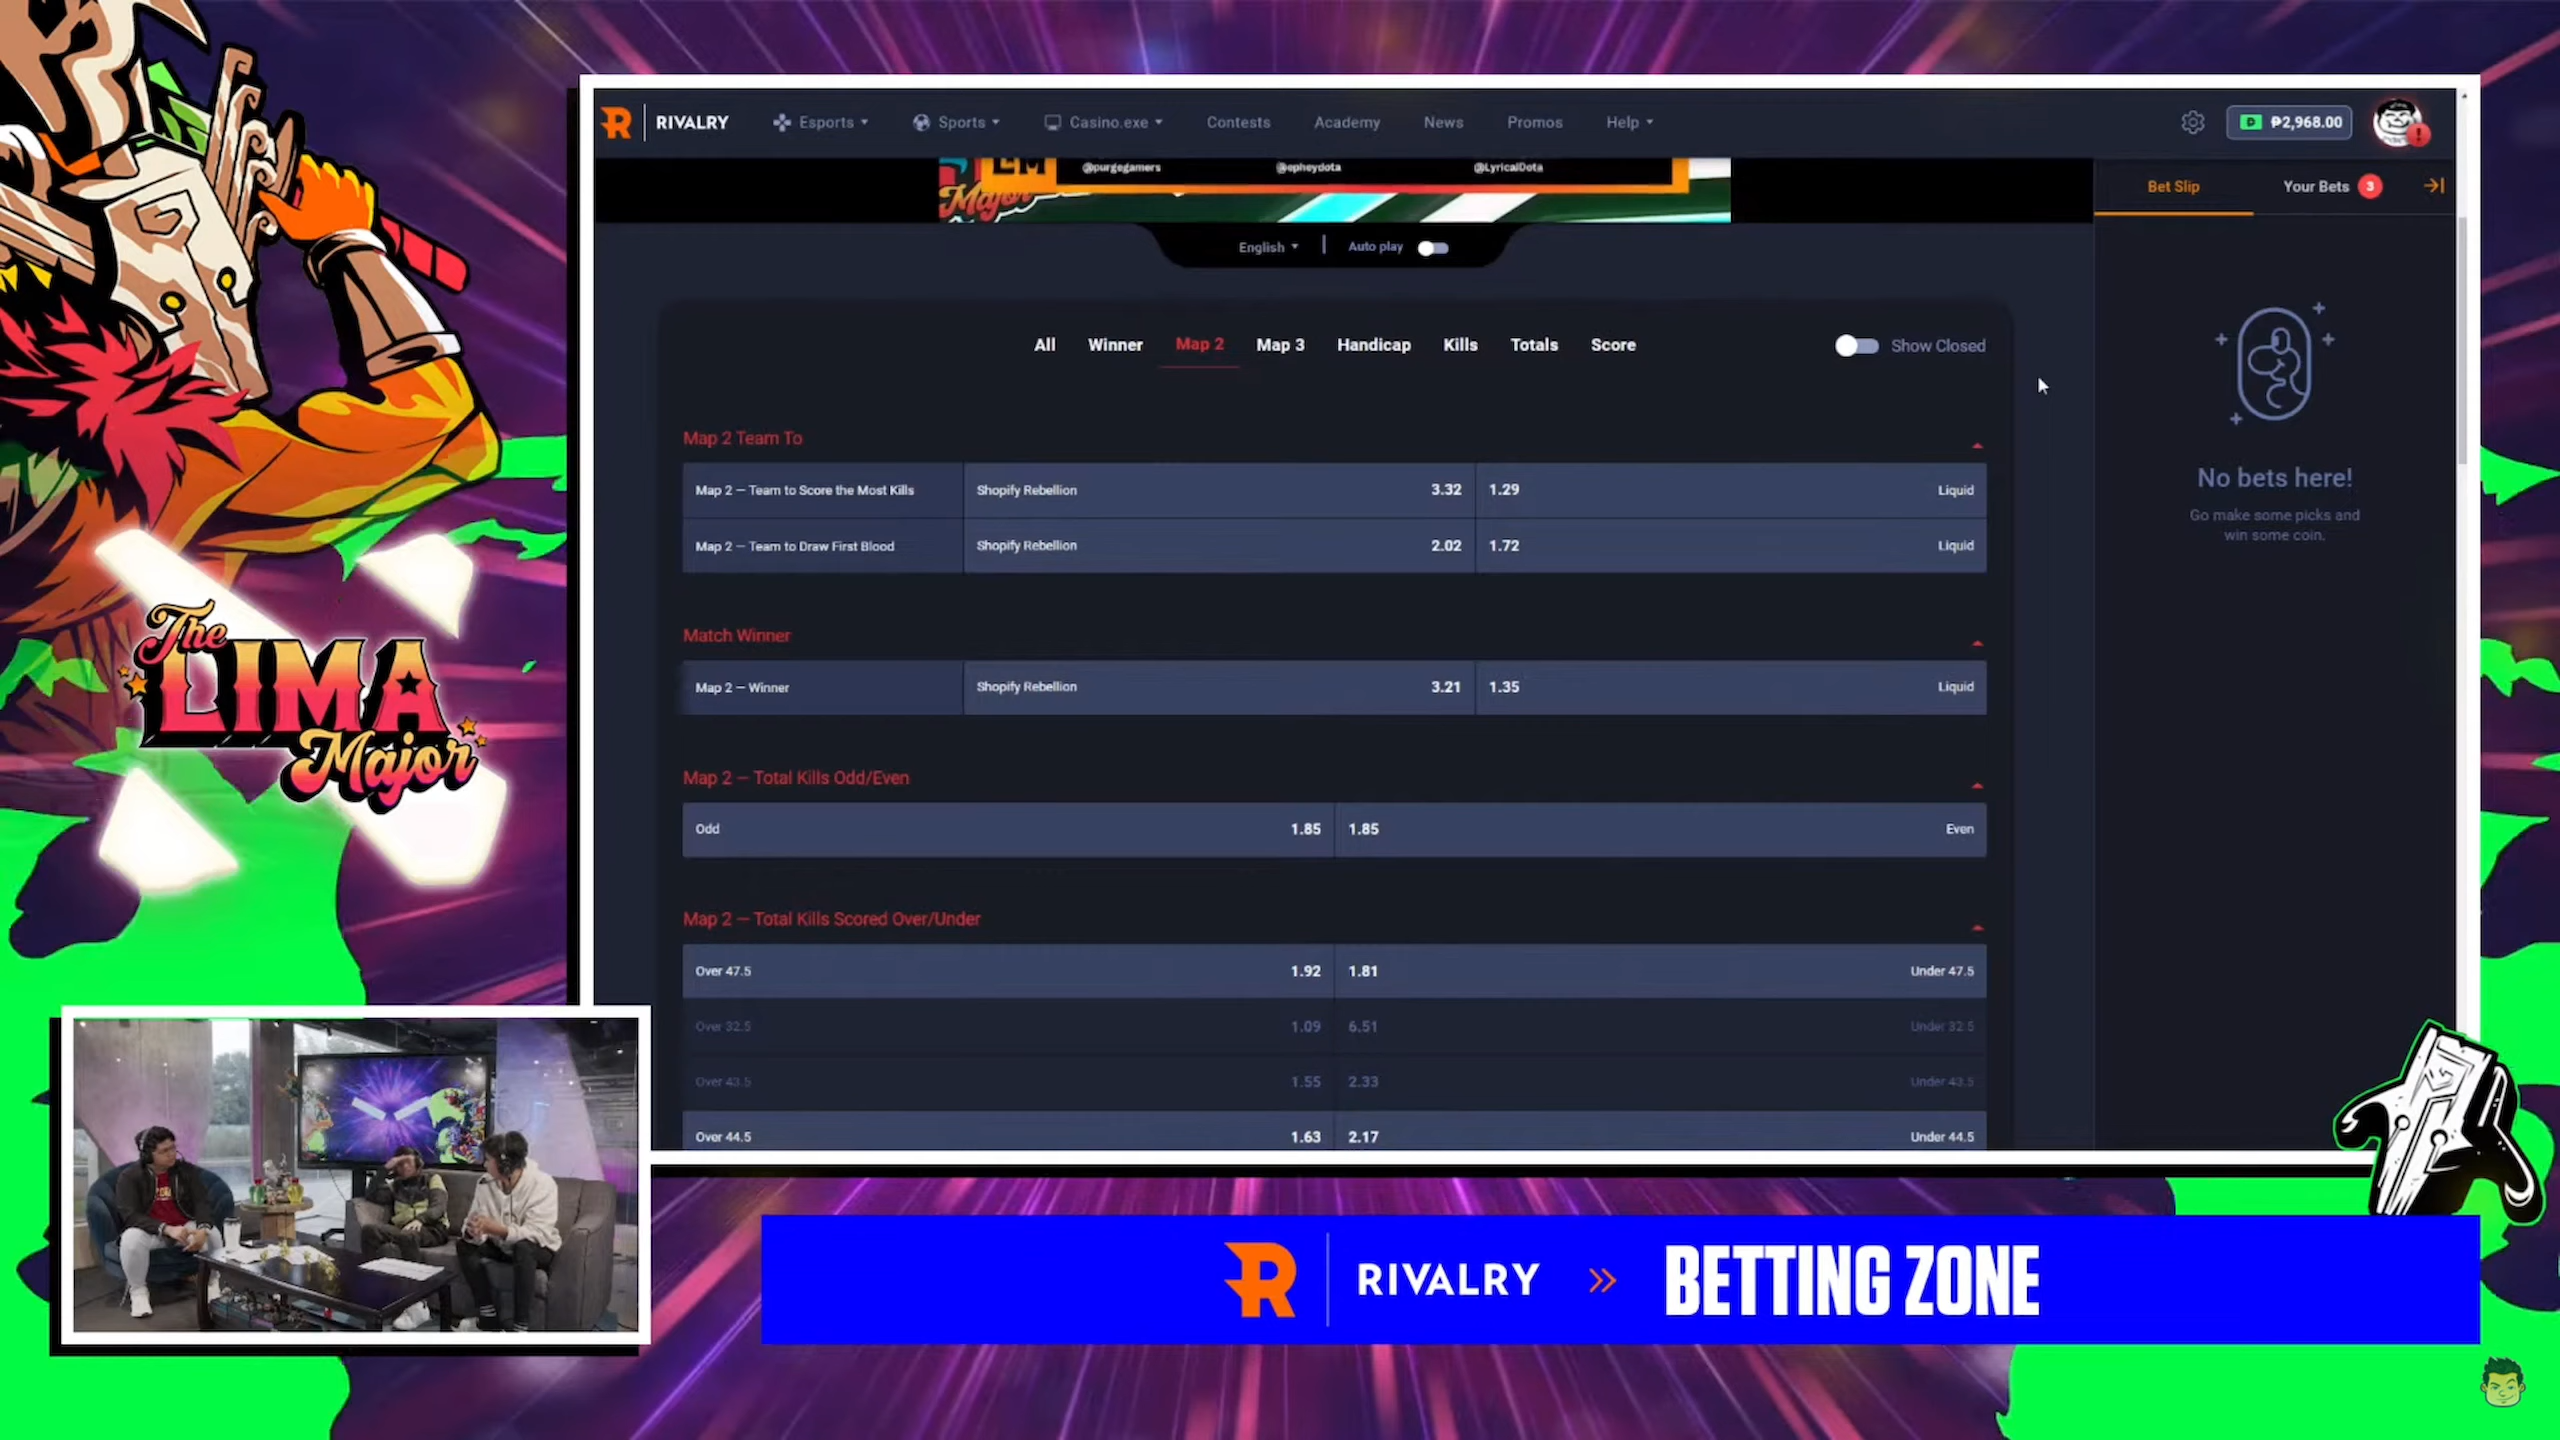 RIVALRY
Esports
Sports
Casino.exe
Contests
Academy
News
Promos
Help
₱2,968.00
@purgegamers
@opheydota
@LyricalDota
Major
English
Auto play
Bet Slip
Your Bets 3
All
Winner
Map 2
Map 3
Handicap
Kills
Totals
Score
Show Closed
No bets here!
Go make some picks and
win some coin.
Map 2 Team To
Map 2 – Team to Score the Most Kills Shopify Rebellion 3.32 1.29 Liquid
Map 2 – Team to Draw First Blood Shopify Rebellion 2.02 1.72 Liquid
Match Winner
Map 2 – Winner Shopify Rebellion 3.21 1.35 Liquid
Map 2 – Total Kills Odd/Even
Odd 1.85 1.85 Even
Map 2 – Total Kills Scored Over/Under
Over 47.5 1.92 1.81 Under 47.5
Over 32.5 1.09 6.51 Under 32.5
Over 43.5 1.55 2.33 Under 43.5
Over 44.5 1.63 2.17 Under 44.5
The
LIMA
Major
RIVALRY
BETTING ZONE